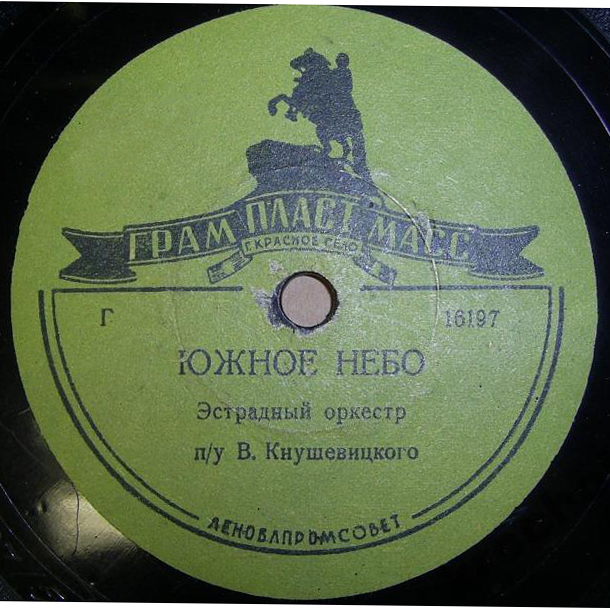 ГРАМ ПЛАСТ МАСС
Г. КРАСНОЕ СЕЛО
Г 16197
ЮЖНОЕ НЕБО
Эстрадный оркестр
п/у В. Кнушевицкого
ЛЕНОБЛПРОМСОВЕТ